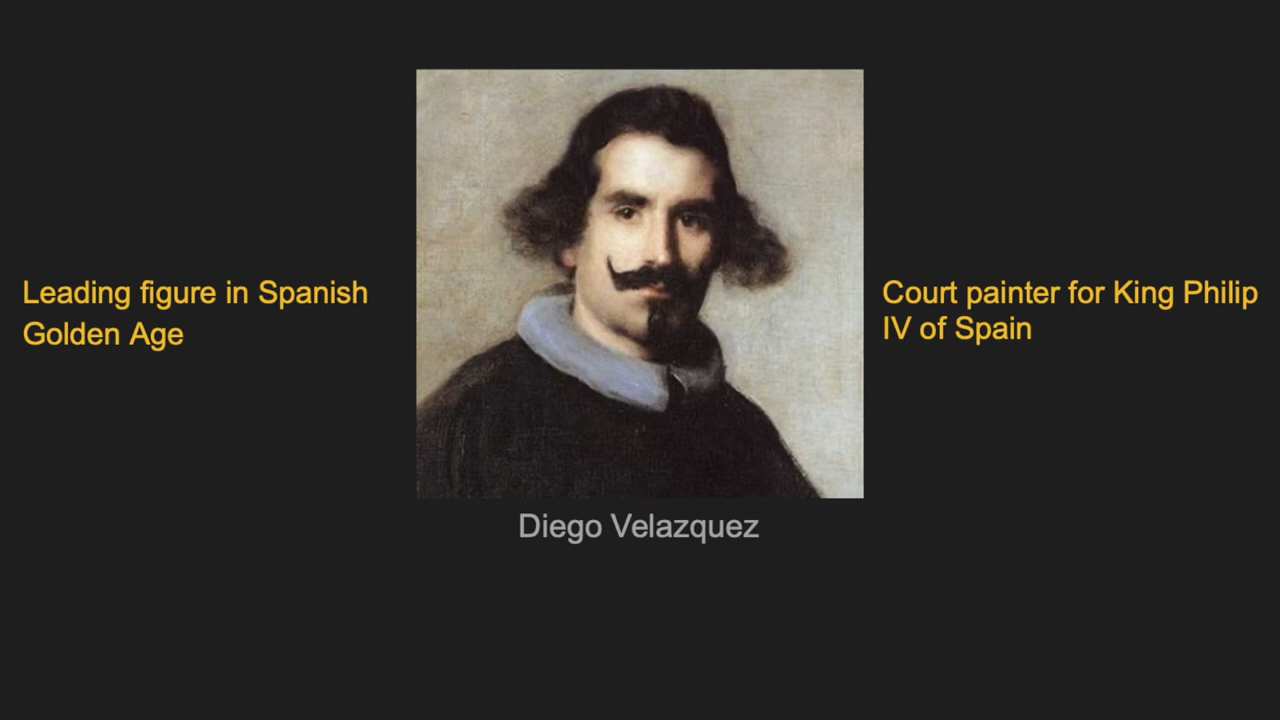 Leading figure in Spanish
Golden Age
Court painter for King Philip
IV of Spain
Diego Velazquez